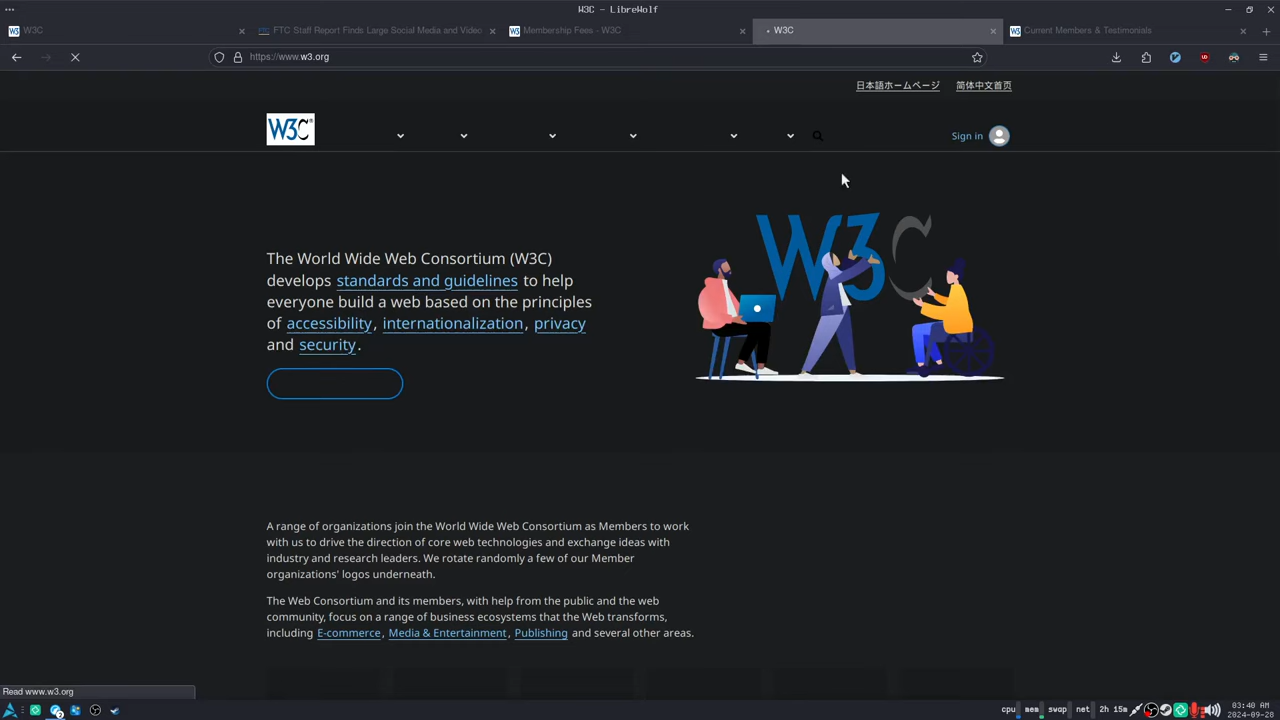 W3C — LibreWolf
W3C
FTC Staff Report Finds Large Social Media and Video
Membership Fees - W3C
W3C
Current Members & Testimonials
https://www.w3.org
日本語ホームページ
简体中文首页
W3C®
Sign in
W3C
The World Wide Web Consortium (W3C)
develops standards and guidelines to help
everyone build a web based on the principles
of accessibility, internationalization, privacy
and security.
A range of organizations join the World Wide Web Consortium as Members to work
with us to drive the direction of core web technologies and exchange ideas with
industry and research leaders. We rotate randomly a few of our Member
organizations' logos underneath.
The Web Consortium and its members, with help from the public and the web
community, focus on a range of business ecosystems that the Web transforms,
including E-commerce, Media & Entertainment, Publishing and several other areas.
Read www.w3.org
cpu mem swap net 2h 15m
03:40 AM
2024-09-28